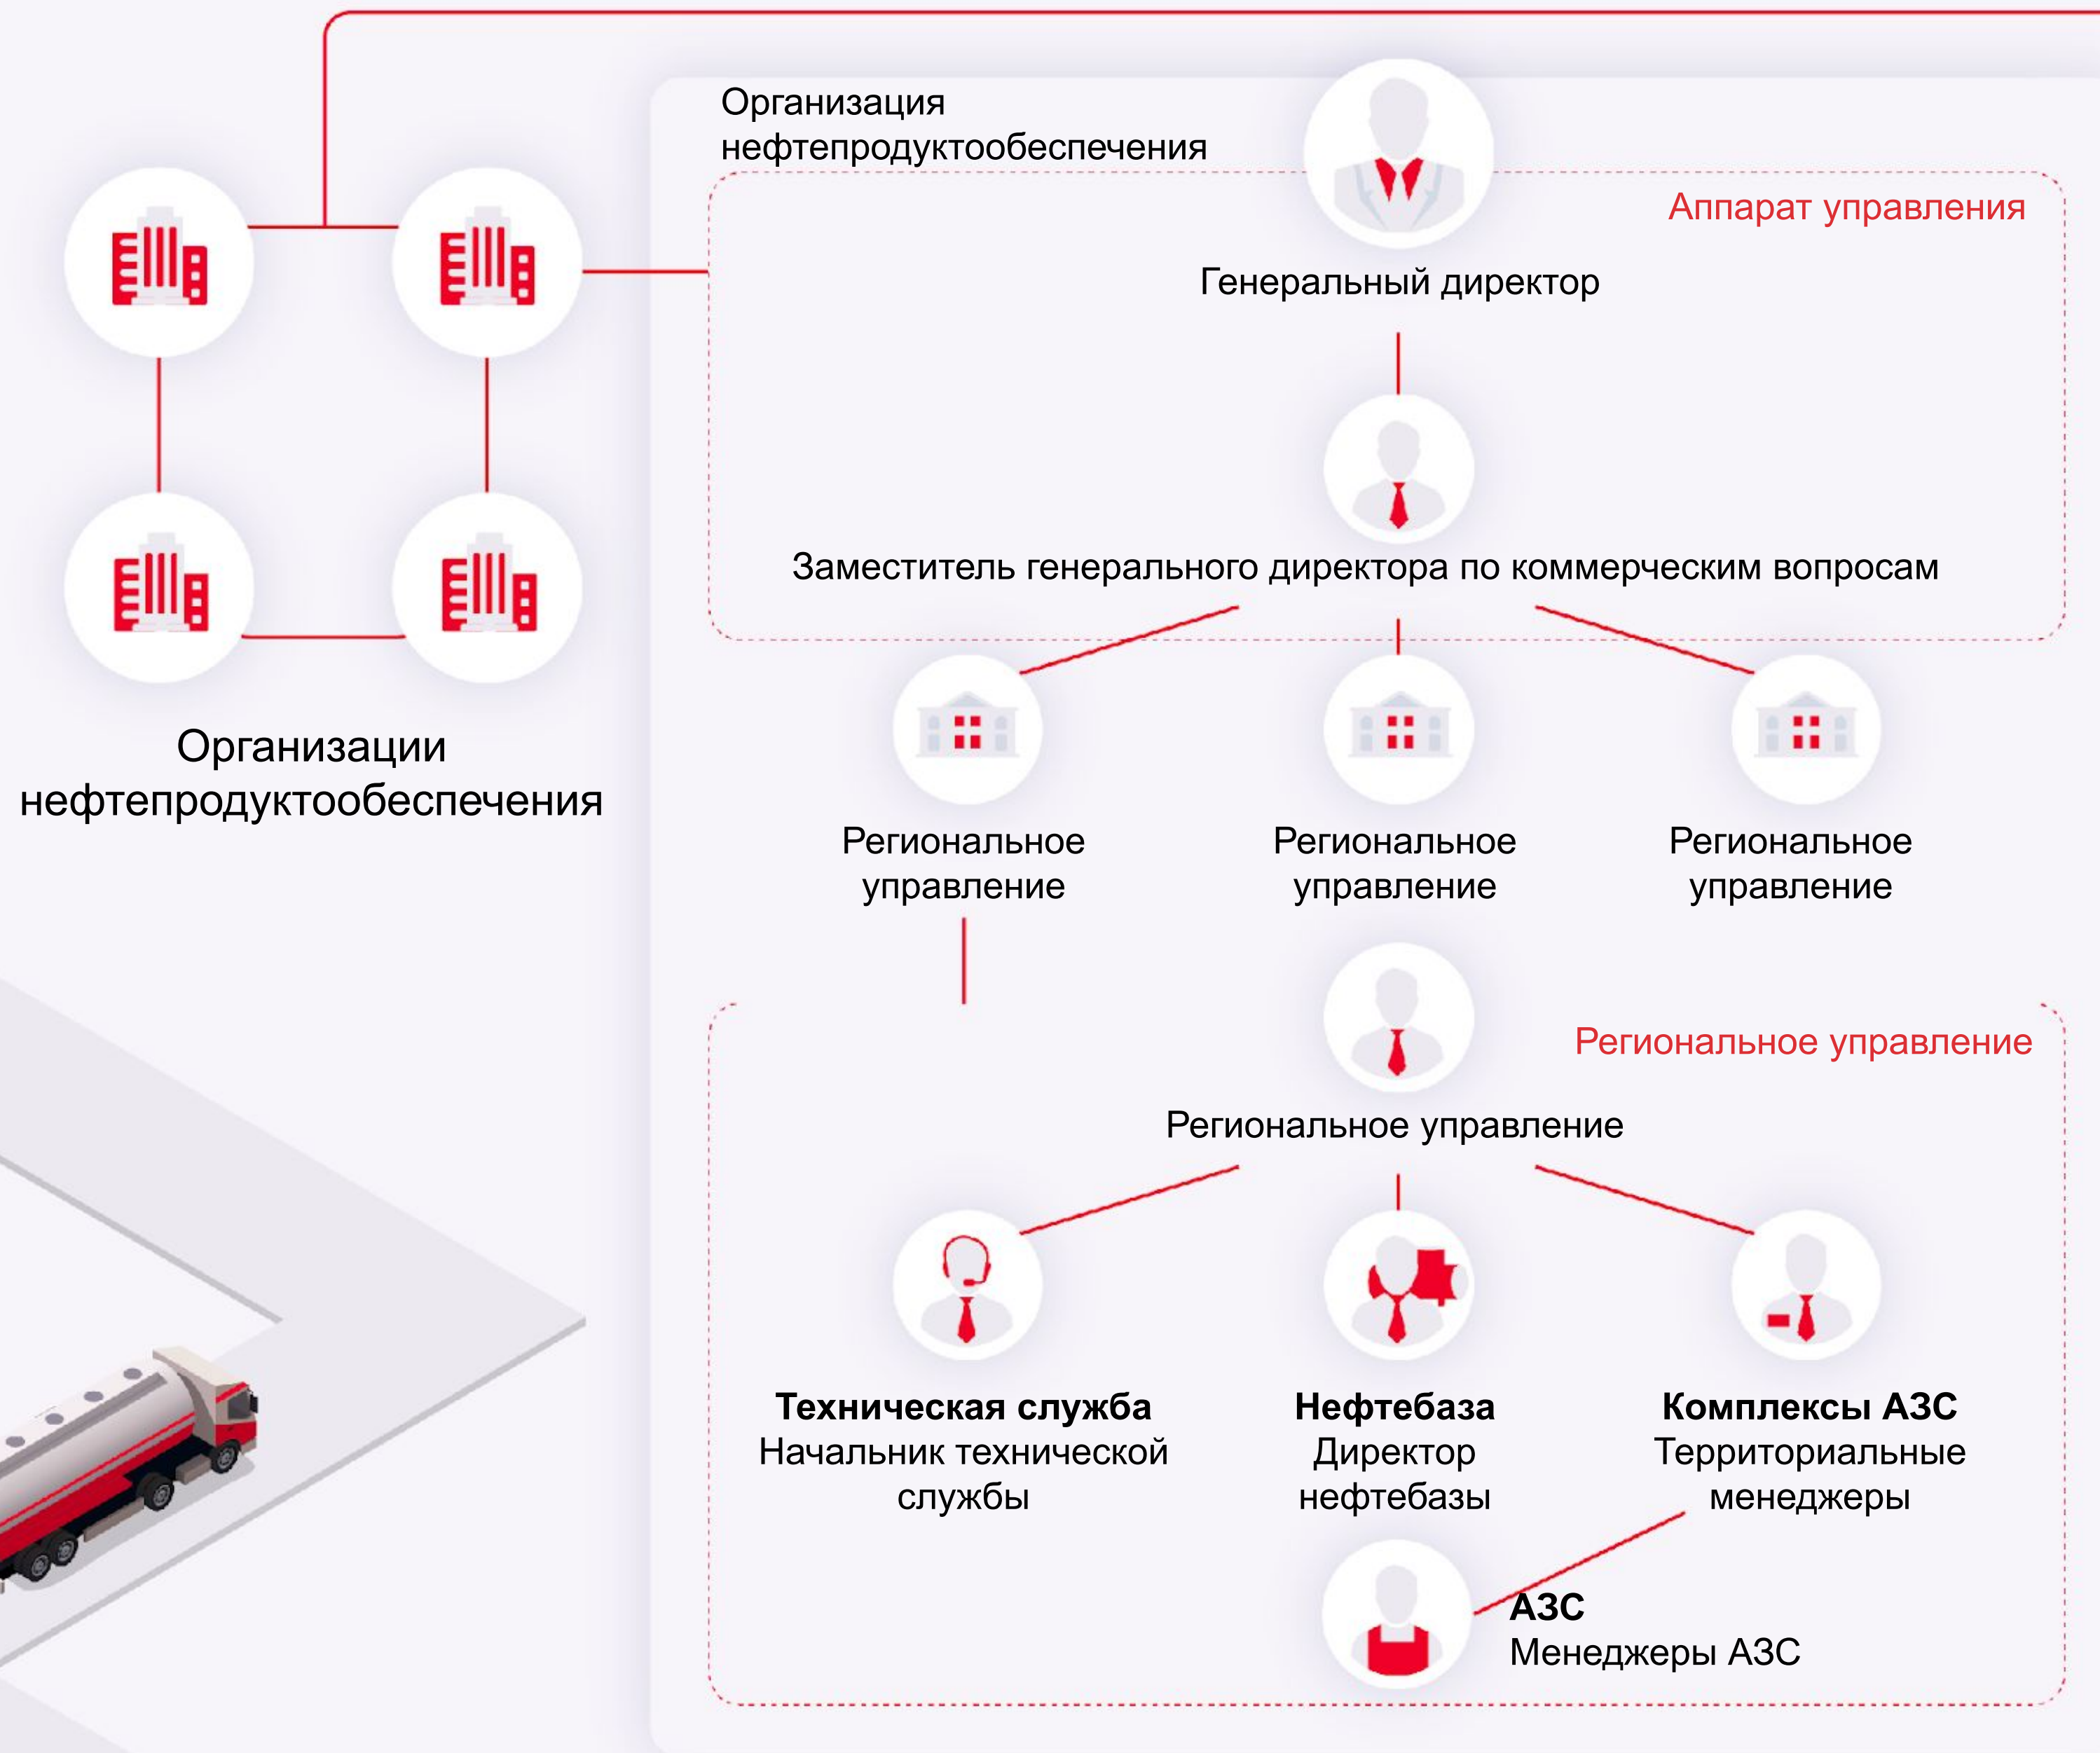 Организация
нефтепродуктообеспечения
Аппарат управления
Генеральный директор
Заместитель генерального директора по коммерческим вопросам
Организации
нефтепродуктообеспечения
Региональное
управление
Региональное
управление
Региональное
управление
Региональное управление
Региональное управление
Техническая служба
Начальник технической
службы
Нефтебаза
Директор
нефтебазы
Комплексы АЗС
Территориальные
менеджеры
АЗС
Менеджеры АЗС